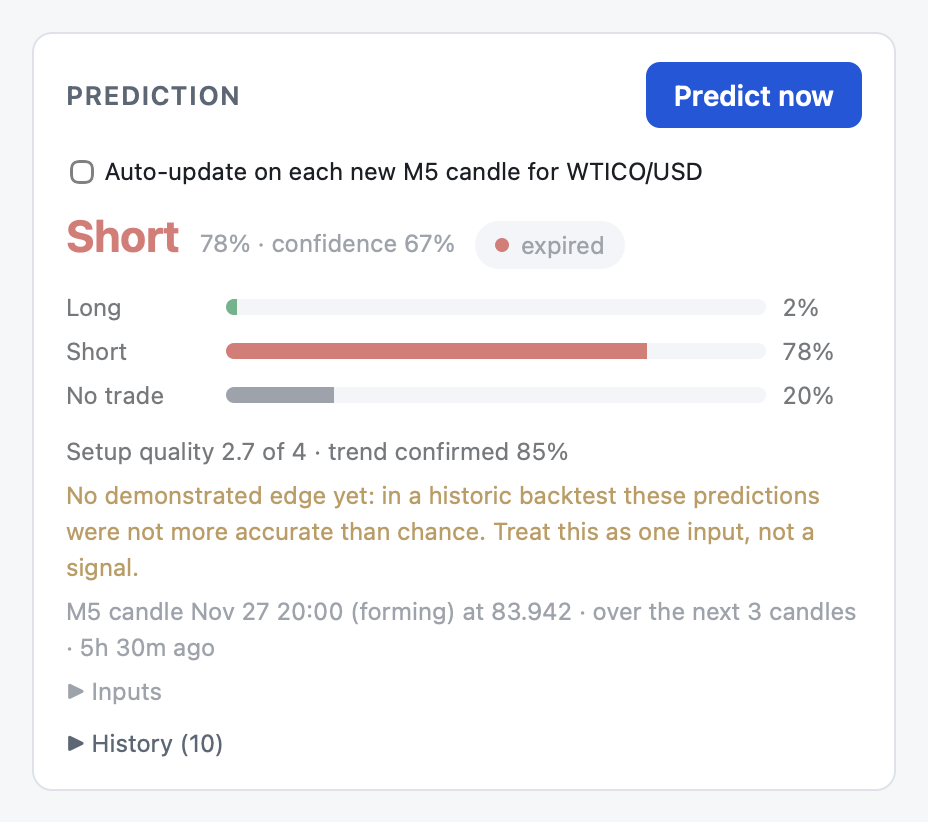 PREDICTION
Predict now
Auto-update on each new M5 candle for WTICO/USD
Short 78% · confidence 67% expired
Long 2%
Short 78%
No trade 20%
Setup quality 2.7 of 4 · trend confirmed 85%
No demonstrated edge yet: in a historic backtest these predictions
were not more accurate than chance. Treat this as one input, not a
signal.
M5 candle Nov 27 20:00 (forming) at 83.942 · over the next 3 candles
· 5h 30m ago
Inputs
History (10)